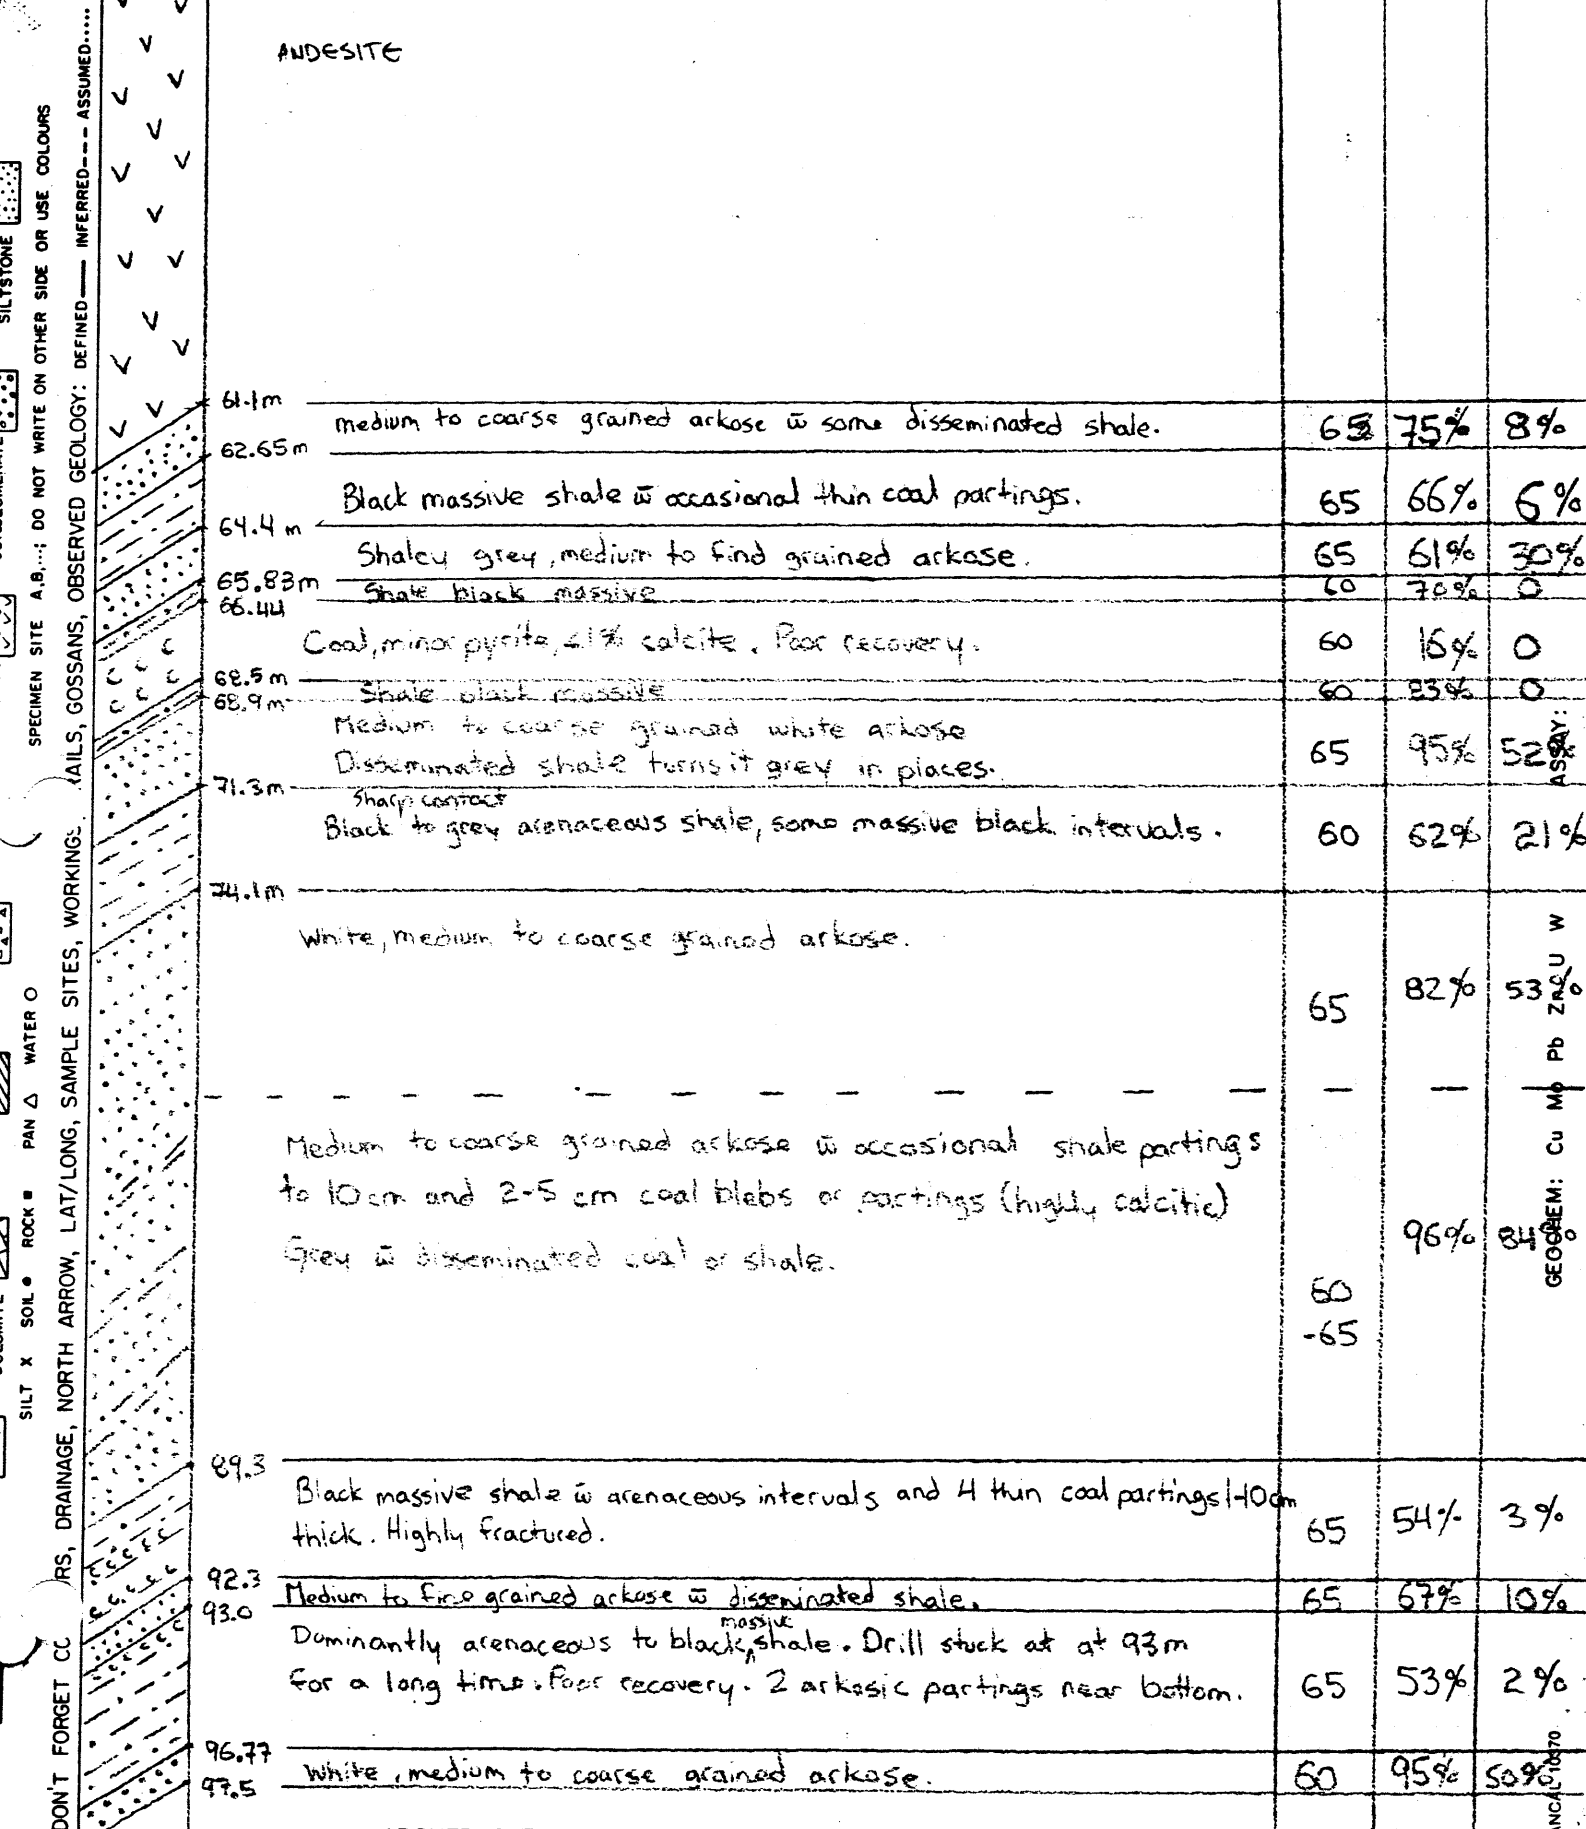 ANDESITE
61.1m
medium to coarse grained arkose w̄ some disseminated shale. 65 75% 8%
62.65m
Black massive shale w̄ occasional thin coal partings. 65 66% 6%
64.4 m
Shaley grey, medium to find grained arkose. 65 61% 30%
65.83m
Shale black massive 60 70% 0
66.44
Coal, minor pyrite, <1% calcite. Poor recovery. 60 16% 0
68.5m
Shale black massive 60 83% 0
68.9m
Medium to coarse grained white arkose
Disseminated shale turns it grey in places. 65 95% 52%
71.3m
Sharp contact
Black to grey arenaceous shale, some massive black intervals. 60 62% 21%
74.1m
White, medium to coarse grained arkose.
65 82% 53%
Medium to coarse grained arkose w̄ occasional shale partings
to 10cm and 2-5 cm coal blebs or partings (highly calcitic)
Grey w̄ disseminated coal or shale.
96% 84%
60
-65
89.3
Black massive shale w̄ arenaceous intervals and 4 thin coal partings 1-10cm
thick. Highly fractured. 65 54% 3%
92.3
Medium to fine grained arkose w̄ disseminated shale. 65 67% 10%
93.0
massive
Dominantly arenaceous to black shale. Drill stuck at at 93m
for a long time. Poor recovery. 2 arkosic partings near bottom. 65 53% 2%
96.77
White, medium to coarse grained arkose. 60 95% 50%
97.5
SILTSTONE
SPECIMEN SITE A,B,...; DO NOT WRITE ON OTHER SIDE OR USE COLOURS
SILT X SOIL ● ROCK ■ PAN △ WATER ○
DON'T FORGET CC
RS, DRAINAGE, NORTH ARROW, LAT/LONG, SAMPLE SITES, WORKINGS,
AILS, GOSSANS, OBSERVED GEOLOGY: DEFINED —— INFERRED---- ASSUMED.....
ASSAY:
GEOCHEM: Cu Mo Pb Zn U W